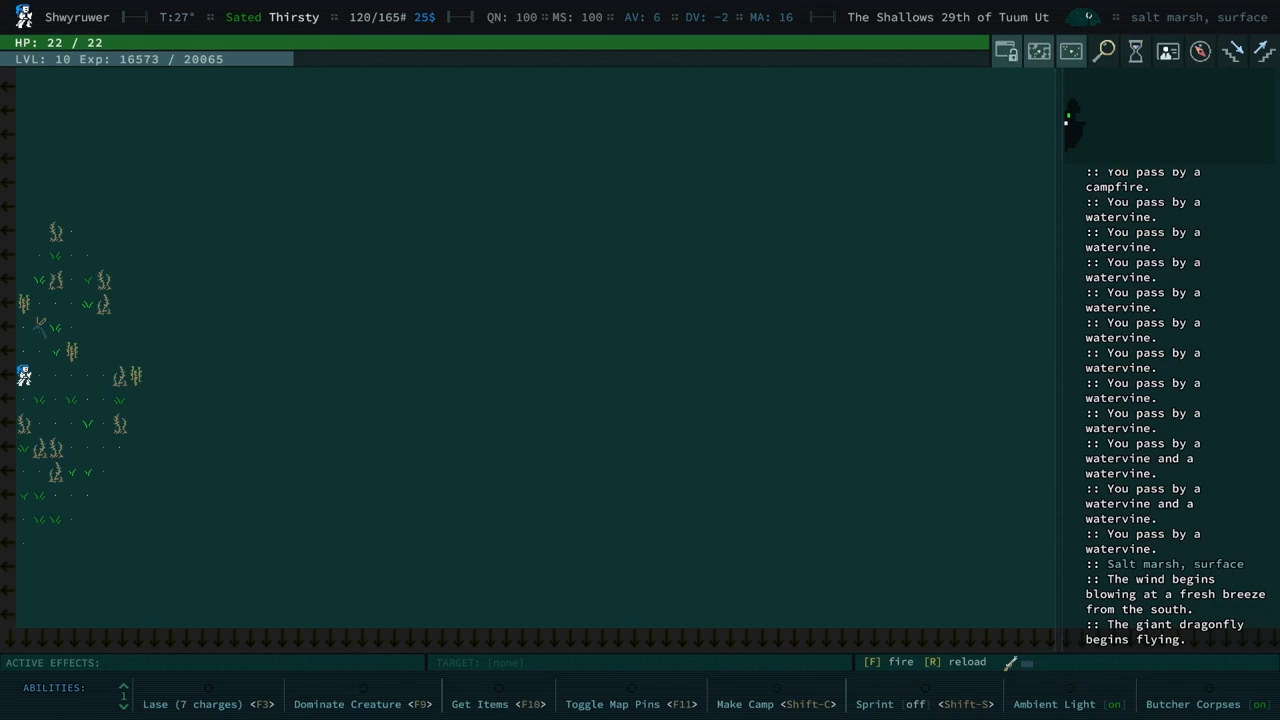 Shwyruwer T:27° :: Sated Thirsty :: 120/165# 25$ QN: 100 :: MS: 100 :: AV: 6 :: DV: -2 :: MA: 16 The Shallows 29th of Tuum Ut :: salt marsh, surface
HP: 22 / 22
LVL: 10 Exp: 16573 / 20065
:: You pass by a
campfire.
:: You pass by a
watervine.
:: You pass by a
watervine.
:: You pass by a
watervine.
:: You pass by a
watervine.
:: You pass by a
watervine.
:: You pass by a
watervine.
:: You pass by a
watervine.
:: You pass by a
watervine.
:: You pass by a
watervine and a
watervine.
:: You pass by a
watervine and a
watervine.
:: You pass by a
watervine.
:: Salt marsh, surface
:: The wind begins
blowing at a fresh breeze
from the south.
:: The giant dragonfly
begins flying.
ACTIVE EFFECTS: TARGET: [none] [F] fire [R] reload
ABILITIES: 1 Lase (7 charges) <F3> Dominate Creature <F9> Get Items <F10> Toggle Map Pins <F11> Make Camp <Shift-C> Sprint [off] <Shift-S> Ambient Light [on] Butcher Corpses [on]